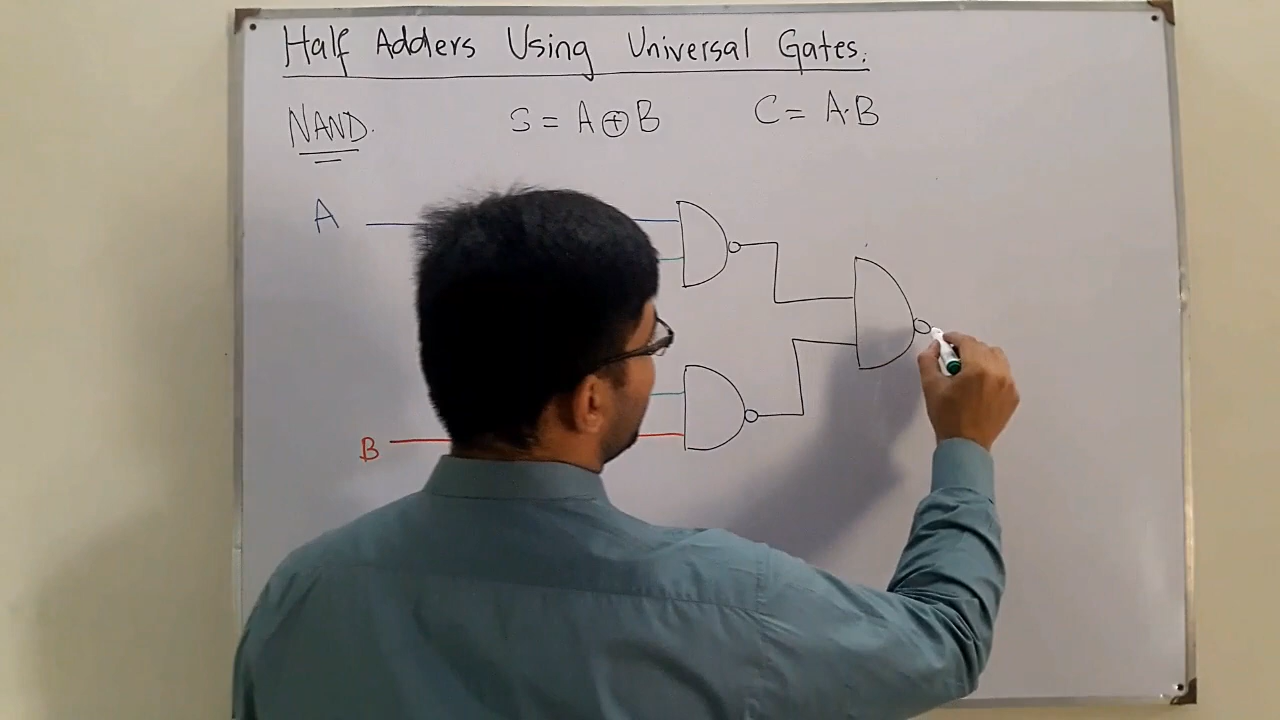 Half Adders Using Universal Gates.
NAND. S = A ⊕ B C = A·B
A
B